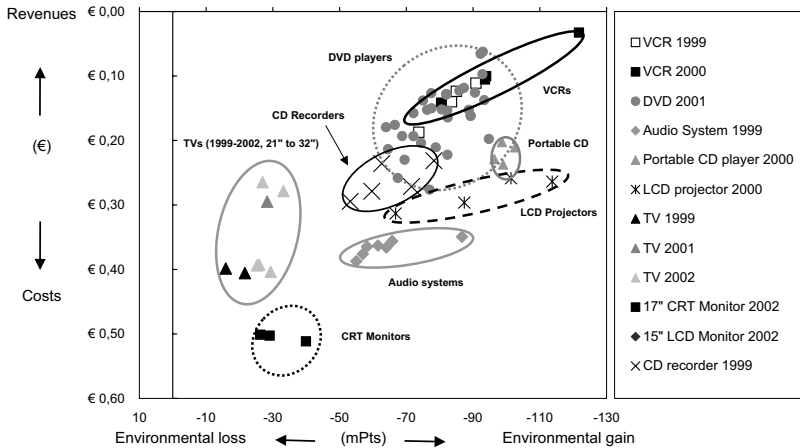 Revenues
(€)
Costs
€ 0,00
€ 0,10
€ 0,20
€ 0,30
€ 0,40
€ 0,50
€ 0,60
DVD players
VCRs
CD Recorders
TVs (1999-2002, 21" to 32")
Portable CD
LCD Projectors
Audio systems
CRT Monitors
10
-10
-30
-50
-70
-90
-110
-130
Environmental loss
(mPts)
Environmental gain
VCR 1999
VCR 2000
DVD 2001
Audio System 1999
Portable CD player 2000
LCD projector 2000
TV 1999
TV 2001
TV 2002
17" CRT Monitor 2002
15" LCD Monitor 2002
CD recorder 1999